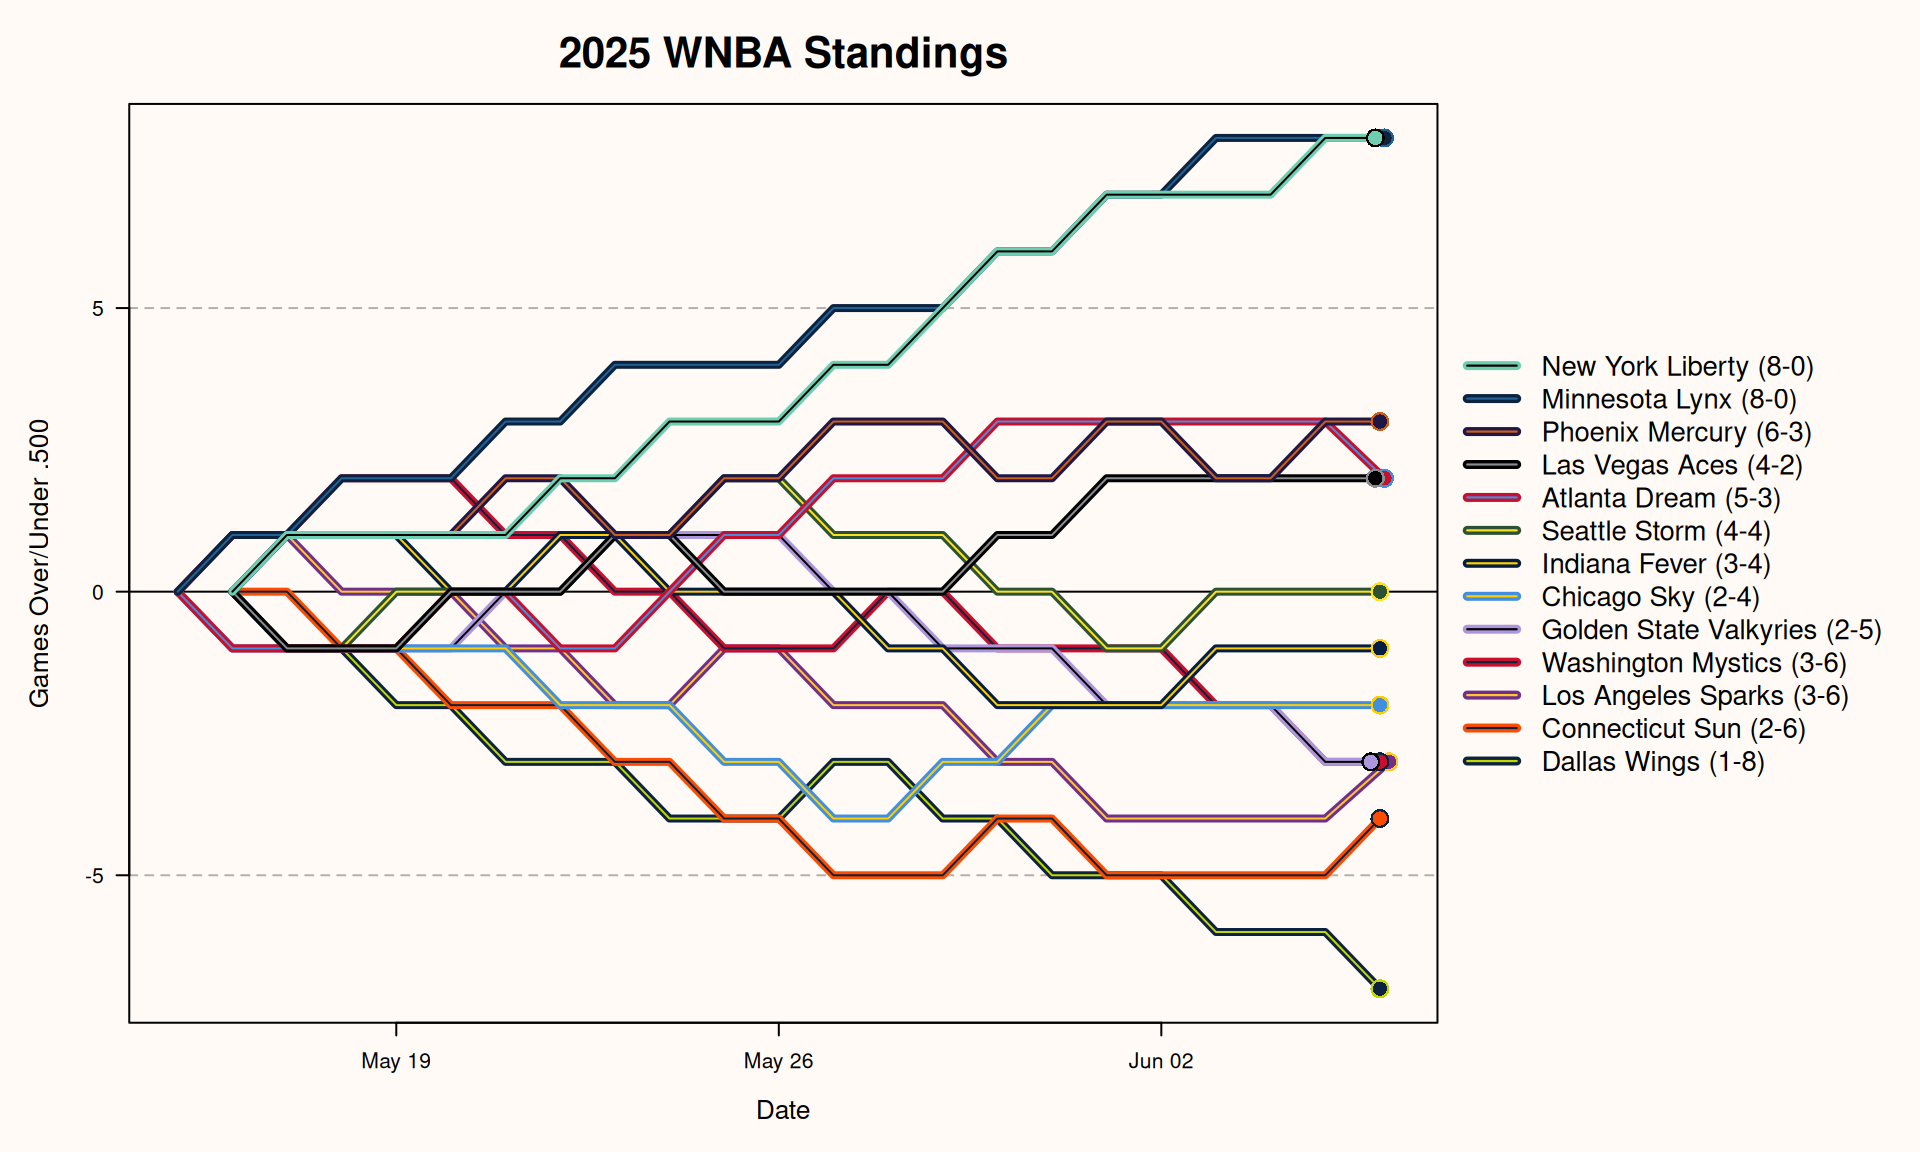 2025 WNBA Standings
Games Over/Under .500
5
0
-5
May 19
May 26
Jun 02
Date
New York Liberty (8-0)
Minnesota Lynx (8-0)
Phoenix Mercury (6-3)
Las Vegas Aces (4-2)
Atlanta Dream (5-3)
Seattle Storm (4-4)
Indiana Fever (3-4)
Chicago Sky (2-4)
Golden State Valkyries (2-5)
Washington Mystics (3-6)
Los Angeles Sparks (3-6)
Connecticut Sun (2-6)
Dallas Wings (1-8)